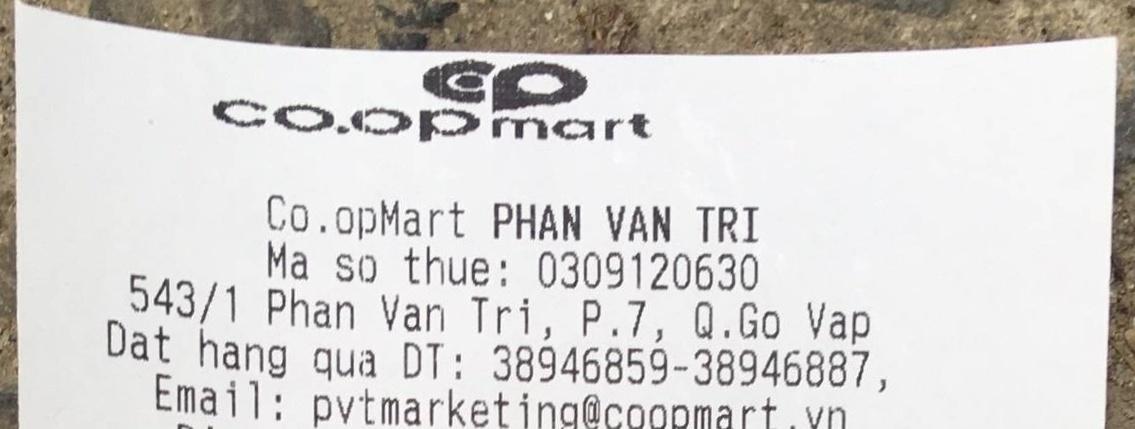 co.opmart
Co.opMart PHAN VAN TRI
Ma so thue: 0309120630
543/1 Phan Van Tri, P.7, Q.Go Vap
Dat hang qua DT: 38946859-38946887,
Email: pvtmarketing@coopmart.vn